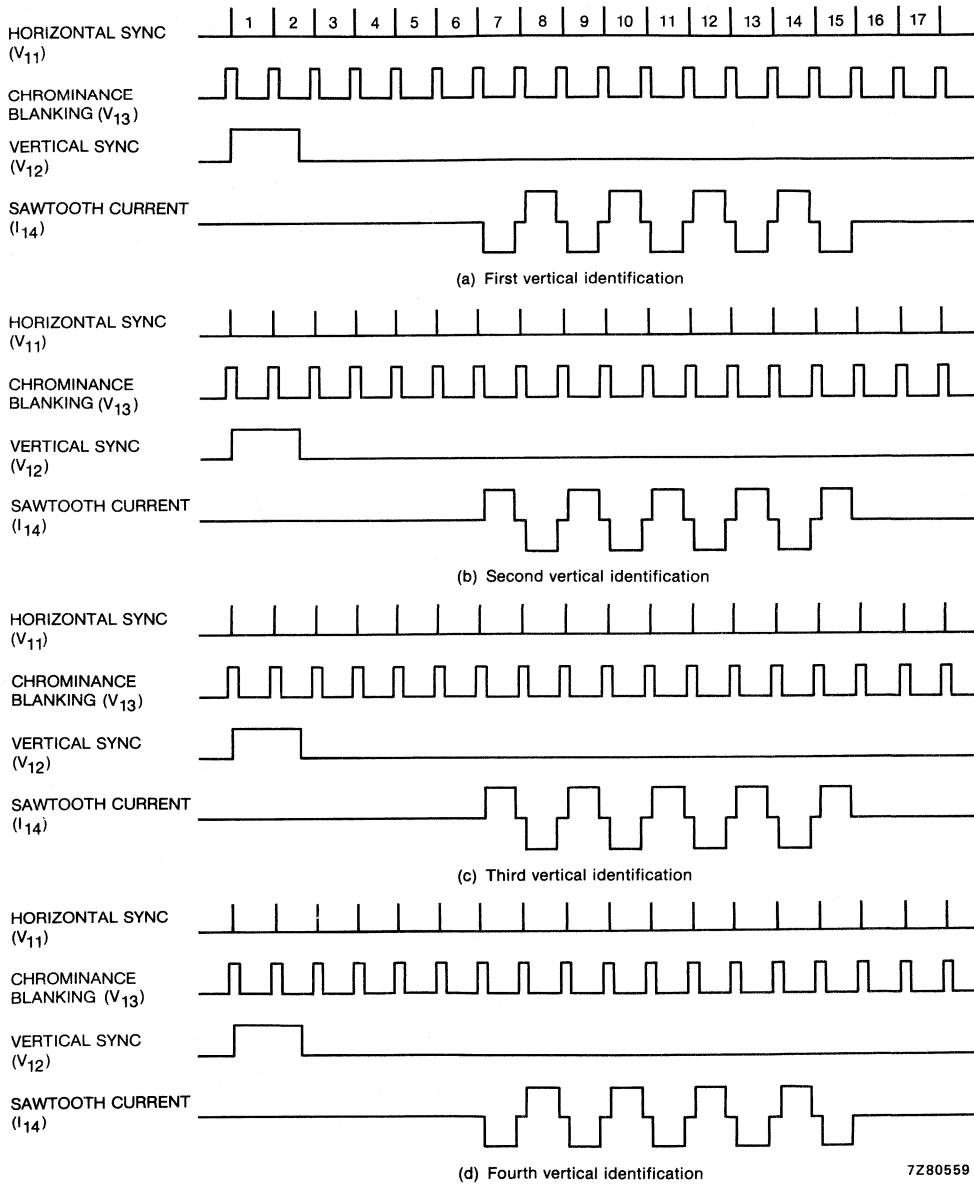 1 2 3 4 5 6 7 8 9 10 11 12 13 14 15 16 17
HORIZONTAL SYNC
(V11)
CHROMINANCE
BLANKING (V13)
VERTICAL SYNC
(V12)
SAWTOOTH CURRENT
(I14)
(a) First vertical identification
HORIZONTAL SYNC
(V11)
CHROMINANCE
BLANKING (V13)
VERTICAL SYNC
(V12)
SAWTOOTH CURRENT
(I14)
(b) Second vertical identification
HORIZONTAL SYNC
(V11)
CHROMINANCE
BLANKING (V13)
VERTICAL SYNC
(V12)
SAWTOOTH CURRENT
(I14)
(c) Third vertical identification
HORIZONTAL SYNC
(V11)
CHROMINANCE
BLANKING (V13)
VERTICAL SYNC
(V12)
SAWTOOTH CURRENT
(I14)
(d) Fourth vertical identification
7Z80559